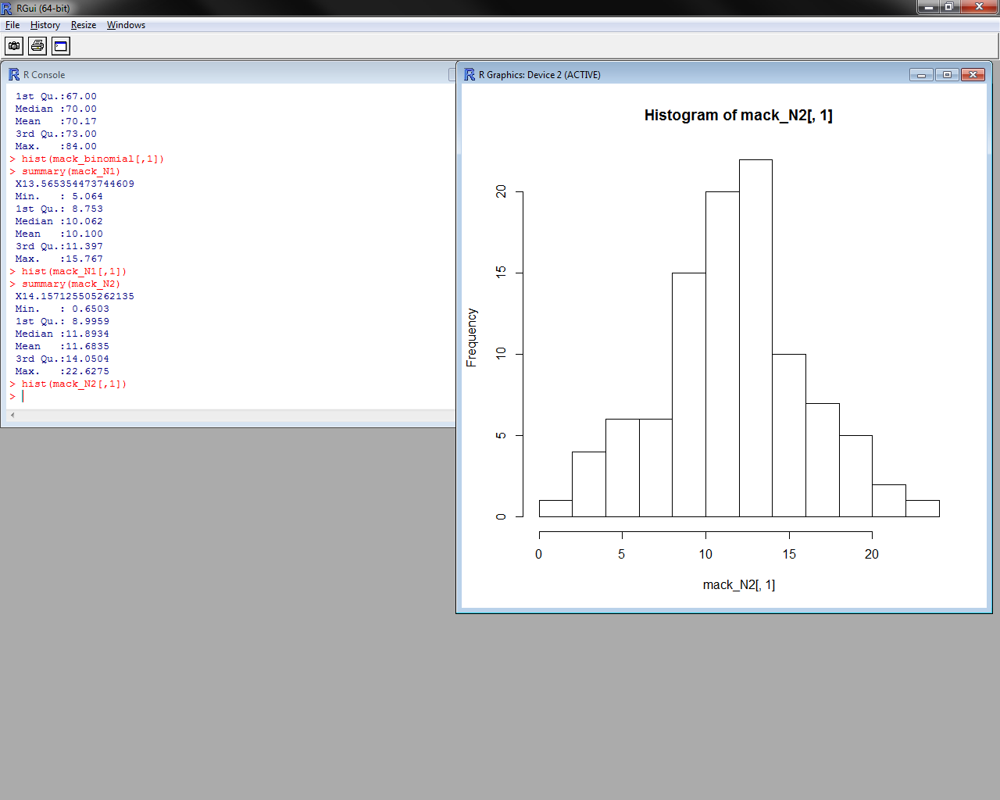 RGui (64-bit)
File History Resize Windows
R Console
1st Qu.:67.00
Median :70.00
Mean   :70.17
3rd Qu.:73.00
Max.   :84.00
> hist(mack_binomial[,1])
> summary(mack_N1)
X13.565354473744609
Min.   : 5.064
1st Qu.: 8.753
Median :10.062
Mean   :10.100
3rd Qu.:11.397
Max.   :15.767
> hist(mack_N1[,1])
> summary(mack_N2)
X14.157125505262135
Min.   : 0.6503
1st Qu.: 8.9959
Median :11.8934
Mean   :11.6835
3rd Qu.:14.0504
Max.   :22.6275
> hist(mack_N2[,1])
>
R Graphics: Device 2 (ACTIVE)
Histogram of mack_N2[, 1]
Frequency
20
15
10
5
0
0 5 10 15 20
mack_N2[, 1]